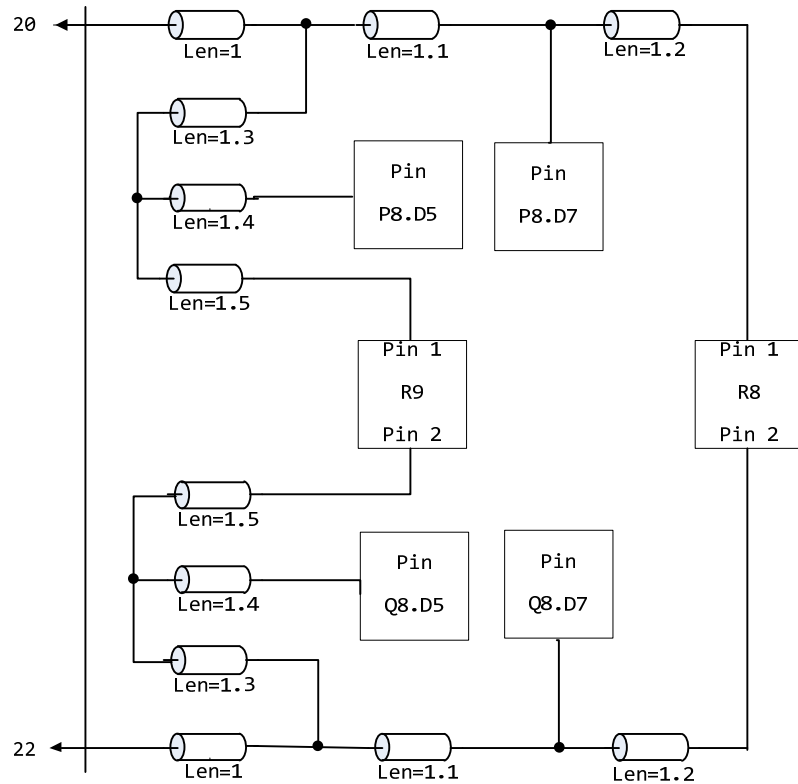 20
Len=1
Len=1.1
Len=1.2
Len=1.3
Pin
P8.D5
Pin
P8.D7
Len=1.4
Len=1.5
Pin 1
R9
Pin 2
Pin 1
R8
Pin 2
Len=1.5
Pin
Q8.D5
Pin
Q8.D7
Len=1.4
Len=1.3
22
Len=1
Len=1.1
Len=1.2